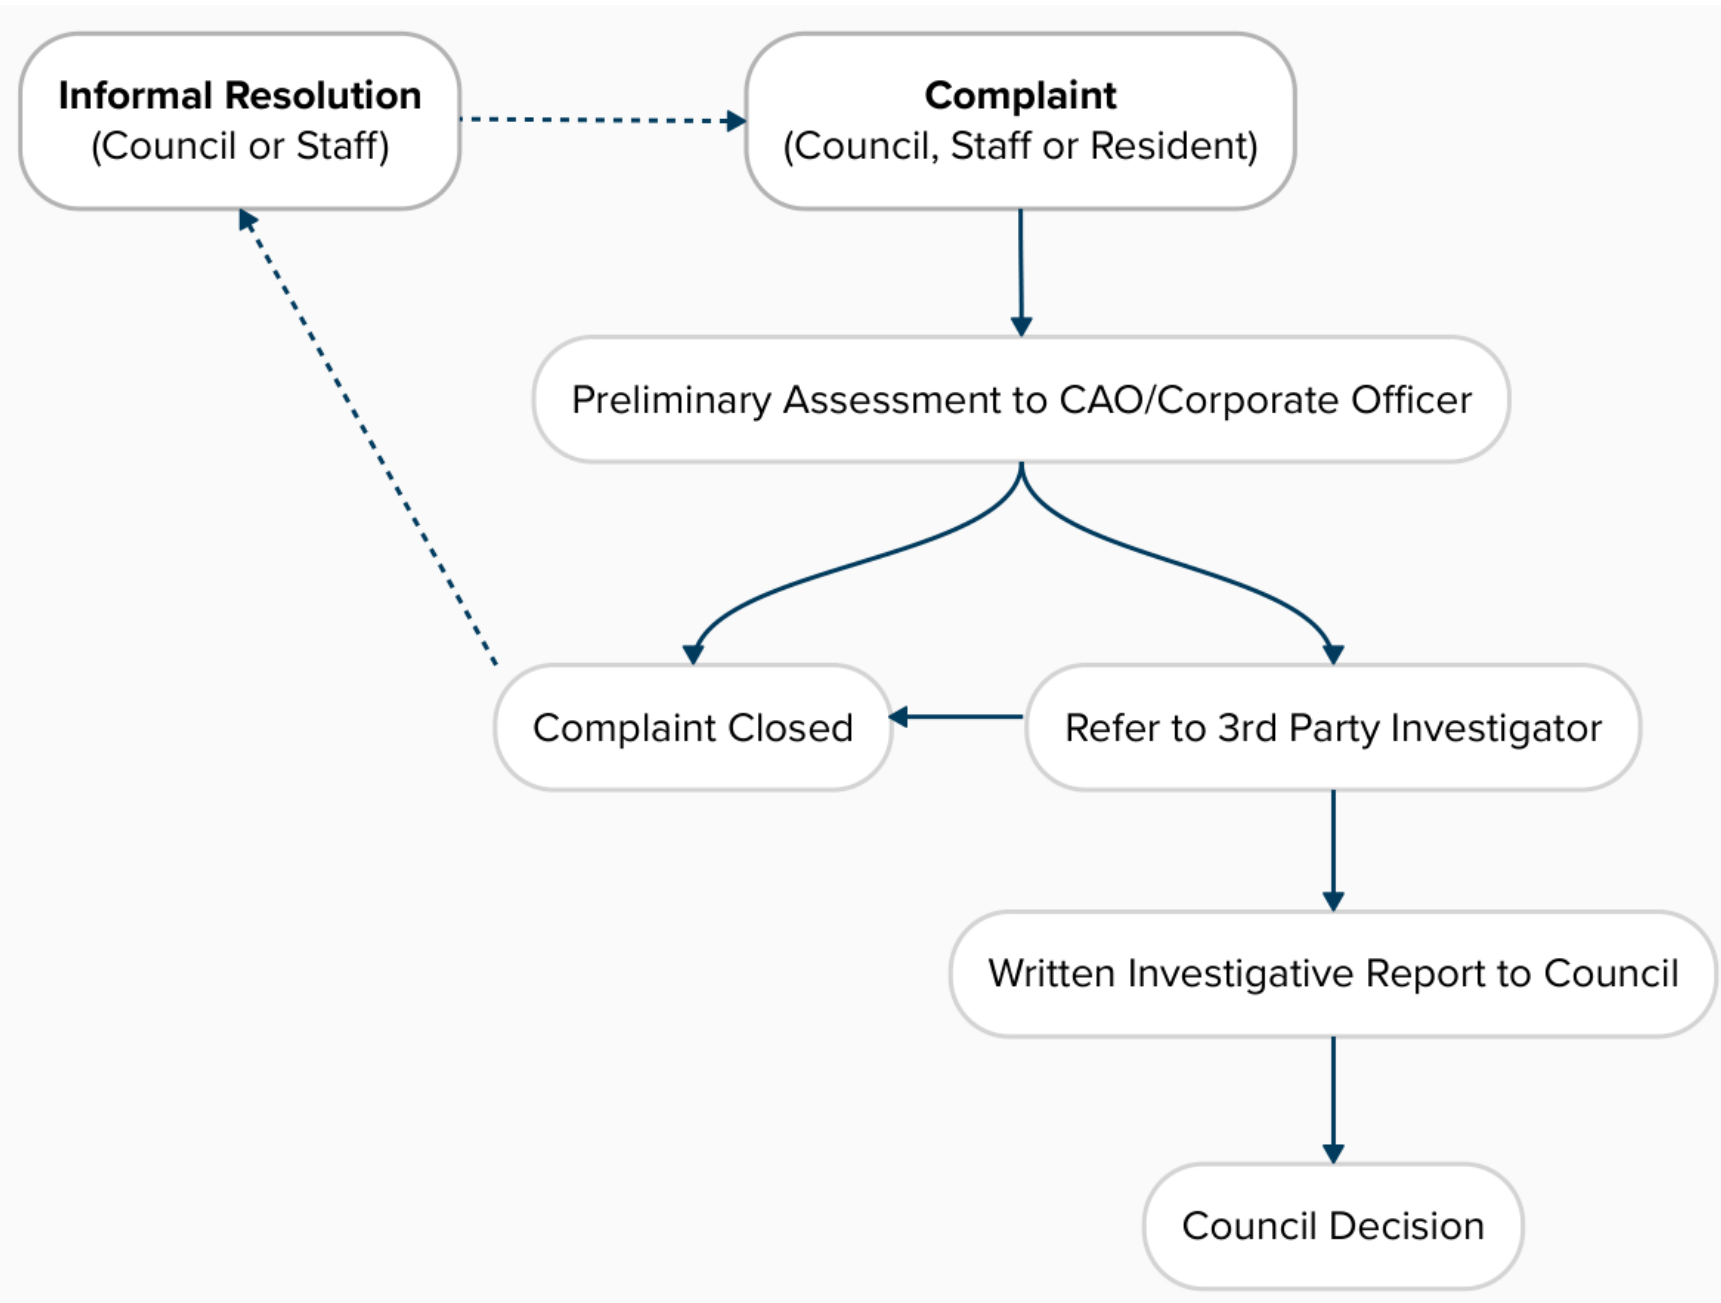 Informal Resolution
(Council or Staff)
Complaint
(Council, Staff or Resident)
Preliminary Assessment to CAO/Corporate Officer
Complaint Closed
Refer to 3rd Party Investigator
Written Investigative Report to Council
Council Decision